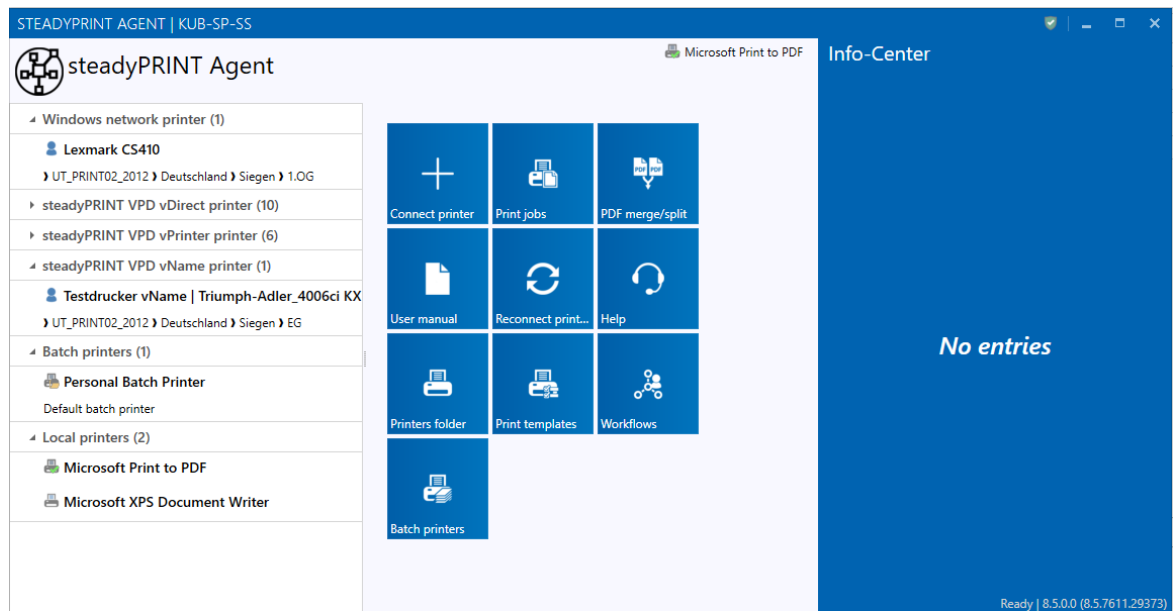 STEADYPRINT AGENT | KUB-SP-SS
steadyPRINT Agent
Microsoft Print to PDF
Windows network printer (1)
Lexmark CS410
UT_PRINT02_2012 Deutschland Siegen 1.OG
steadyPRINT VPD vDirect printer (10)
steadyPRINT VPD vPrinter printer (6)
steadyPRINT VPD vName printer (1)
Testdrucker vName | Triumph-Adler_4006ci KX
UT_PRINT02_2012 Deutschland Siegen EG
Batch printers (1)
Personal Batch Printer
Default batch printer
Local printers (2)
Microsoft Print to PDF
Microsoft XPS Document Writer
Connect printer
Print jobs
PDF PDF
PDF merge/split
User manual
Reconnect print...
Help
Printers folder
Print templates
Workflows
Batch printers
Info-Center
No entries
Ready | 8.5.0.0 (8.5.7611.29373)